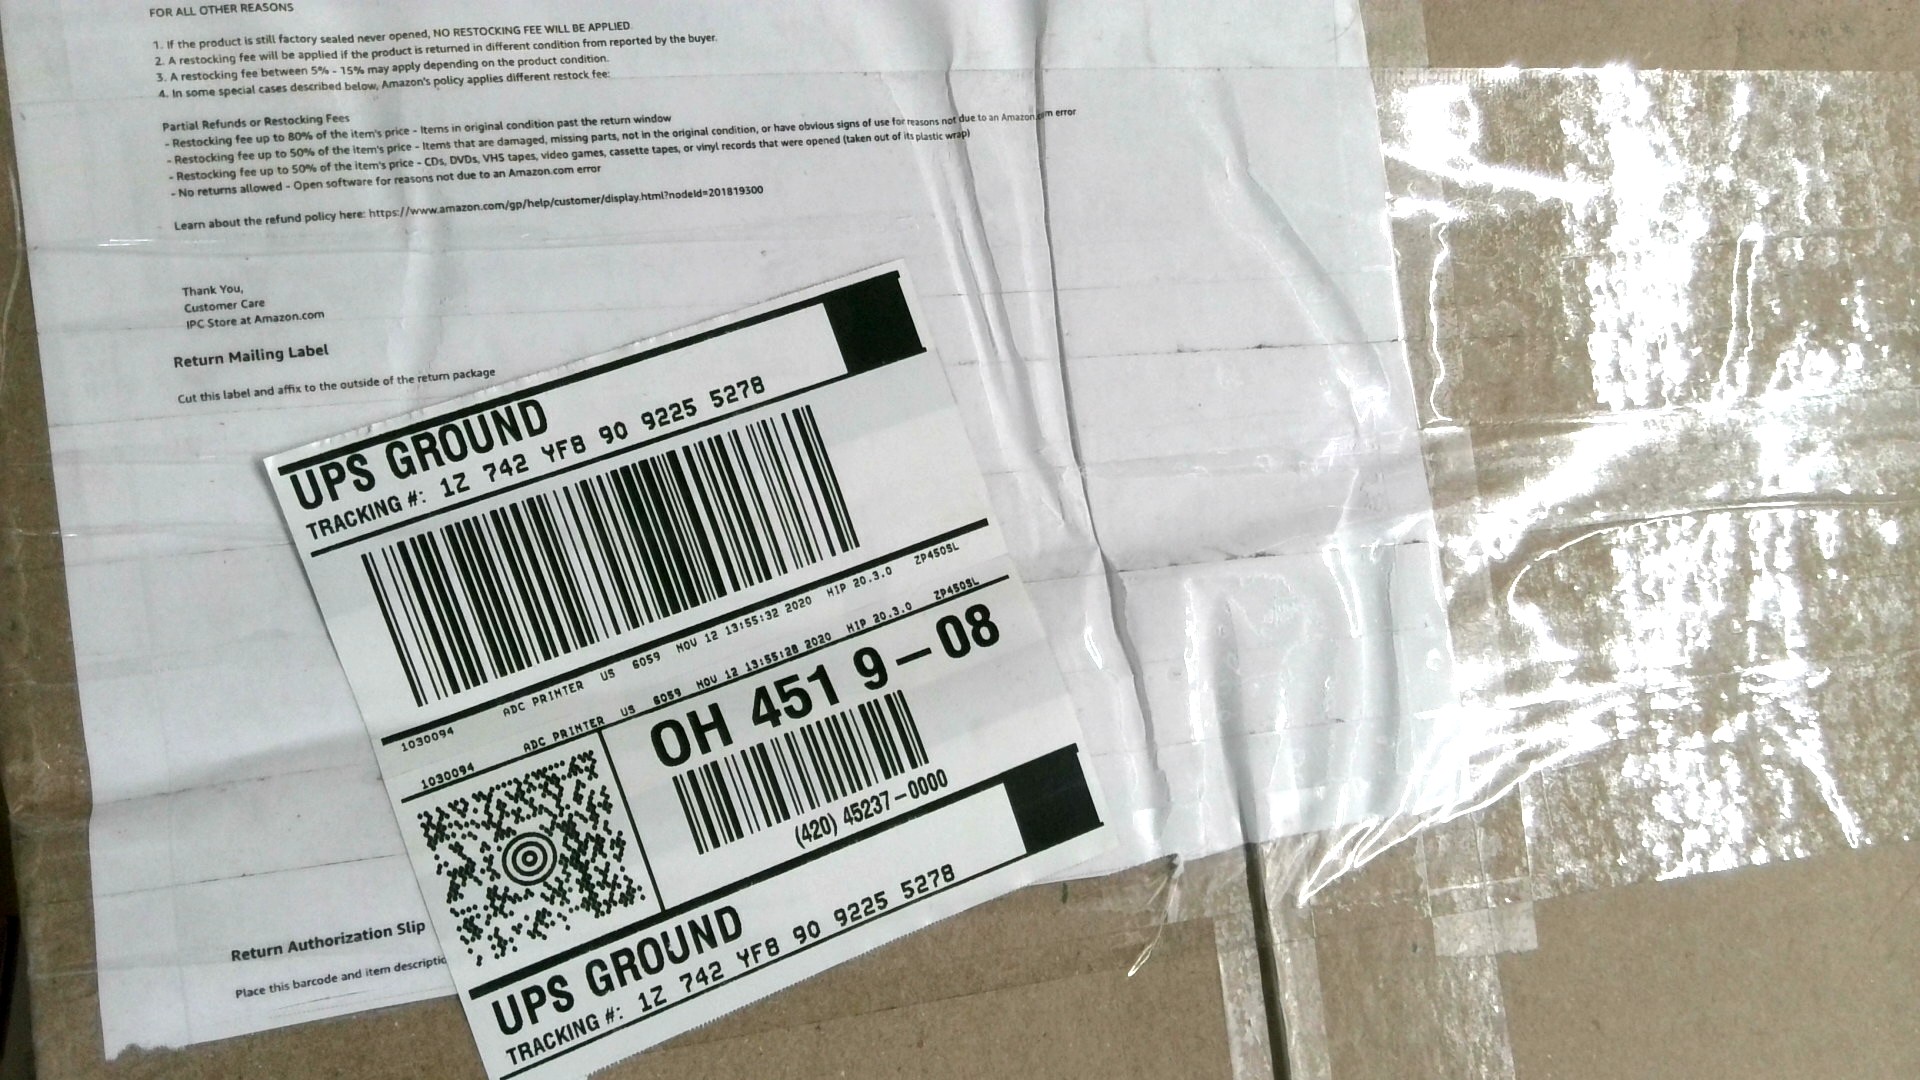 FOR ALL OTHER REASONS
1. If the product is still factory sealed never opened, NO RESTOCKING FEE WILL BE APPLIED.
2. A restocking fee will be applied if the product is returned in different condition from reported by the buyer.
3. A restocking fee between 5% - 15% may apply depending on the product condition.
4. In some special cases described below, Amazon's policy applies different restock fee:
Partial Refunds or Restocking Fees
- Restocking fee up to 80% of the item's price - Items in original condition past the return window
- Restocking fee up to 50% of the item's price - Items that are damaged, missing parts, not in the original condition, or have obvious signs of use for reasons not due to an Amazon.com error
- Restocking fee up to 50% of the item's price - CDs, DVDs, VHS tapes, video games, cassette tapes, or vinyl records that were opened (taken out of its plastic wrap)
- No returns allowed - Open software for reasons not due to an Amazon.com error
Learn about the refund policy here: https://www.amazon.com/gp/help/customer/display.html?nodeId=201819300
Thank You,
Customer Care
IPC Store at Amazon.com
Return Mailing Label
Cut this label and affix to the outside of the return package
UPS GROUND
TRACKING #: 1Z 742 YF8 90 9225 5278
1030094 ADC PRINTER US 6059 NOV 12 13:55:32 2020 HIP 20.3.0 ZP450SL
1030094 ADC PRINTER US 6059 NOV 12 13:55:28 2020 HIP 20.3.0 ZP450SL
OH 451 9-08
(420) 45237-0000
UPS GROUND
TRACKING #: 1Z 742 YF8 90 9225 5278
Return Authorization Slip
Place this barcode and item descriptio